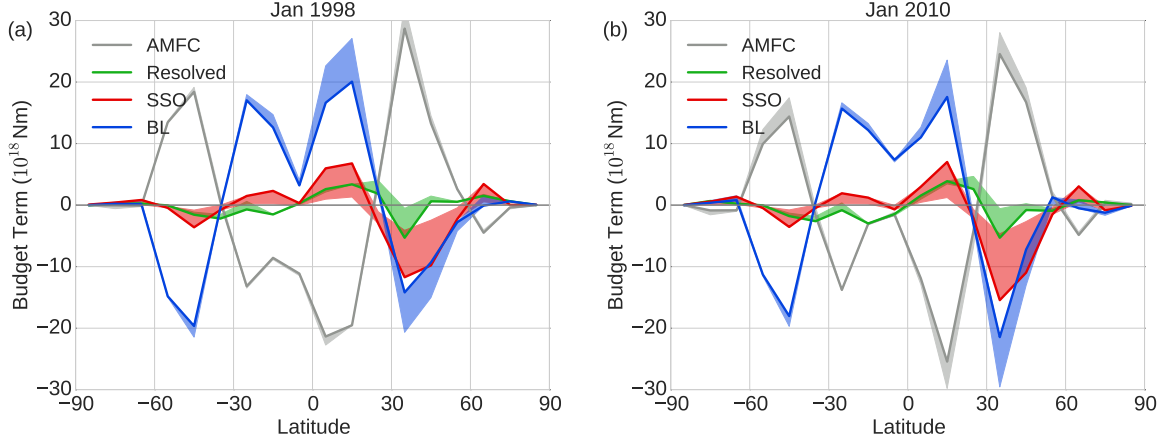 (a)
Jan 1998
Budget Term (10^18 Nm)
30
20
10
0
−10
−20
−30
AMFC
Resolved
SSO
BL
−90 −60 −30 0 30 60 90
Latitude
(b)
Jan 2010
Budget Term (10^18 Nm)
30
20
10
0
−10
−20
−30
AMFC
Resolved
SSO
BL
−90 −60 −30 0 30 60 90
Latitude